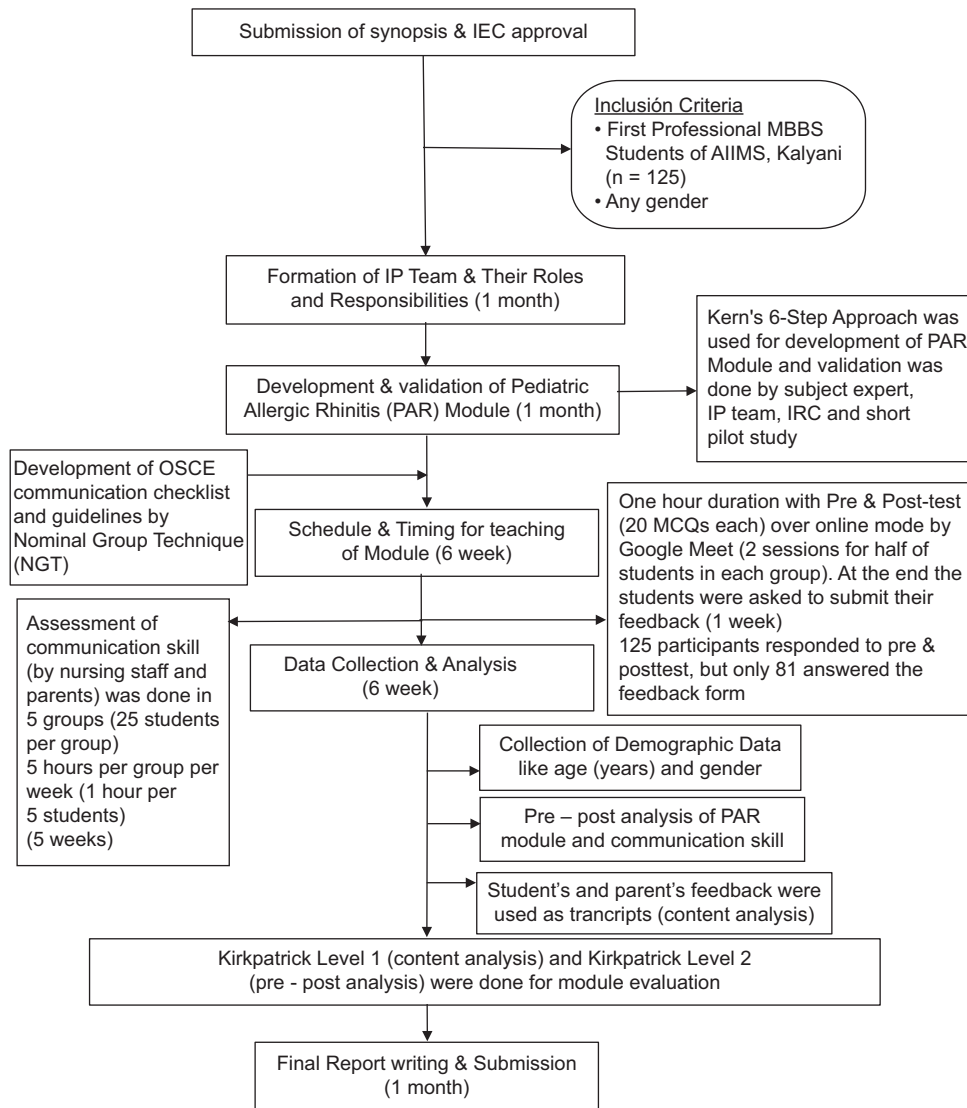 Submission of synopsis & IEC approval
Inclusión Criteria
• First Professional MBBS
Students of AIIMS, Kalyani
(n = 125)
• Any gender
Formation of IP Team & Their Roles
and Responsibilities (1 month)
Kern's 6-Step Approach was
used for development of PAR
Module and validation was
done by subject expert,
IP team, IRC and short
pilot study
Development & validation of Pediatric
Allergic Rhinitis (PAR) Module (1 month)
Development of OSCE
communication checklist
and guidelines by
Nominal Group Technique
(NGT)
Schedule & Timing for teaching
of Module (6 week)
One hour duration with Pre & Post-test
(20 MCQs each) over online mode by
Google Meet (2 sessions for half of
students in each group). At the end the
students were asked to submit their
feedback (1 week)
125 participants responded to pre &
posttest, but only 81 answered the
feedback form
Assessment of
communication skill
(by nursing staff and
parents) was done in
5 groups (25 students
per group)
5 hours per group per
week (1 hour per
5 students)
(5 weeks)
Data Collection & Analysis
(6 week)
Collection of Demographic Data
like age (years) and gender
Pre – post analysis of PAR
module and communication skill
Student's and parent's feedback were
used as trancripts (content analysis)
Kirkpatrick Level 1 (content analysis) and Kirkpatrick Level 2
(pre - post analysis) were done for module evaluation
Final Report writing & Submission
(1 month)